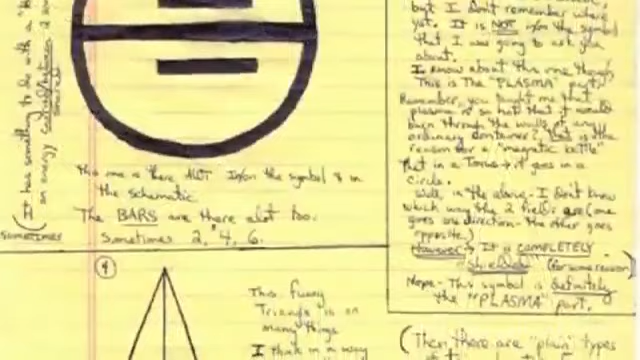 but I don't remember where
yet. It is NOT is/on the symbol
that I was going to ask you
about.
I know about this one though
This is The "PLASMA" part.
Remember, you taught me that
plasma is so hot that it would
burn through the walls of any
ordinary container?, that is the
reason for a "magnetic bottle"
that in a Torus → it goes in a
circle.
Well in the above - I don't know
which way the 2 fields are (one
goes one direction - the other goes
opposite.)
However → It is COMPLETELY
"Shielded" (for some reason)
Nope - This symbol is definitely
the "PLASMA" part.
(It has something to do with a
on an energy
this one is there ALOT is/on the symbol & in
the schematic
The BARS are there alot too.
sometimes 2, 4, 6.
sometimes
4
This funny
Triangle is on
many things
I think in a way
(Then there are "plain" types